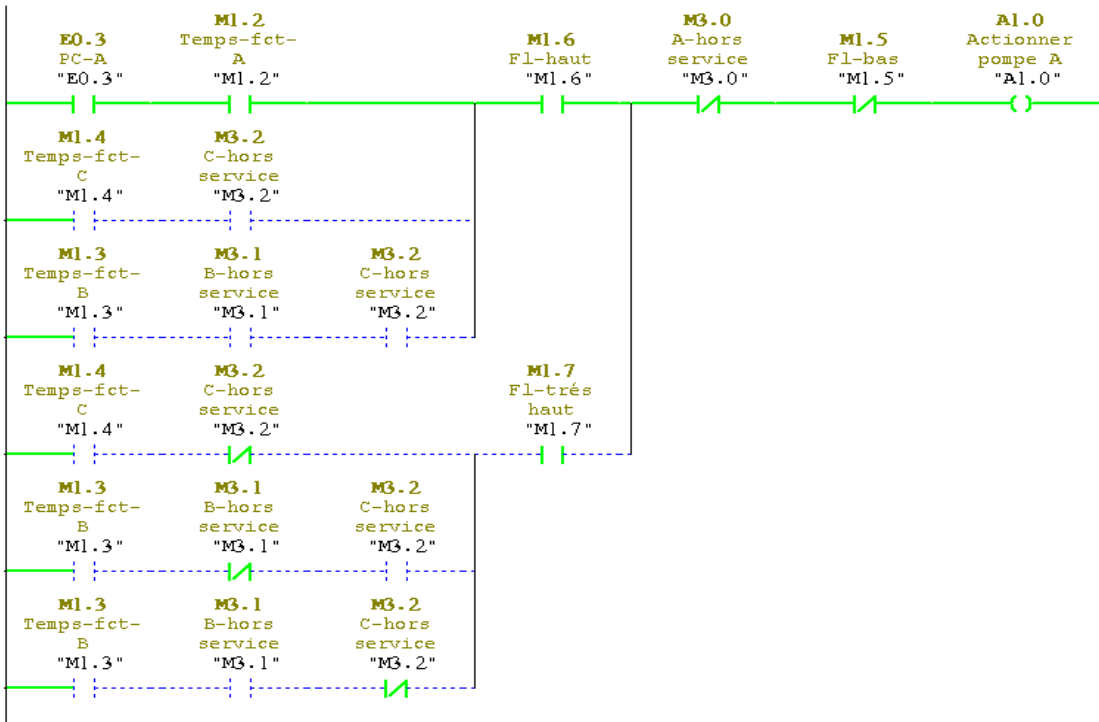 M1.2 M3.0 A1.0
E0.3 Temps-fct- M1.6 A-hors M1.5 Actionner
PC-A A Fl-haut service Fl-bas pompe A
"E0.3" "M1.2" "M1.6" "M3.0" "M1.5" "A1.0"
M1.4 M3.2
Temps-fct- C-hors
C service
"M1.4" "M3.2"
M1.3 M3.1 M3.2
Temps-fct- B-hors C-hors
B service service
"M1.3" "M3.1" "M3.2"
M1.4 M3.2 M1.7
Temps-fct- C-hors Fl-trés
C service haut
"M1.4" "M3.2" "M1.7"
M1.3 M3.1 M3.2
Temps-fct- B-hors C-hors
B service service
"M1.3" "M3.1" "M3.2"
M1.3 M3.1 M3.2
Temps-fct- B-hors C-hors
B service service
"M1.3" "M3.1" "M3.2"